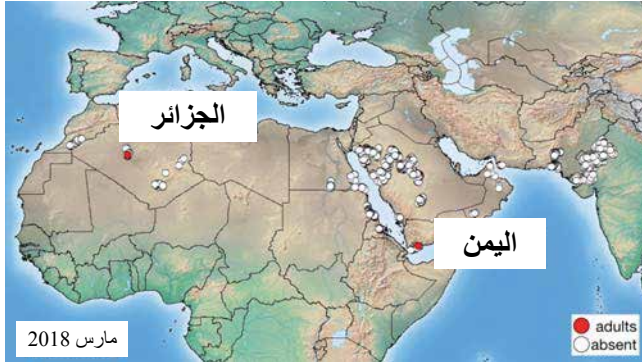 الجزائر
اليمن
مارس 2018
adults
absent